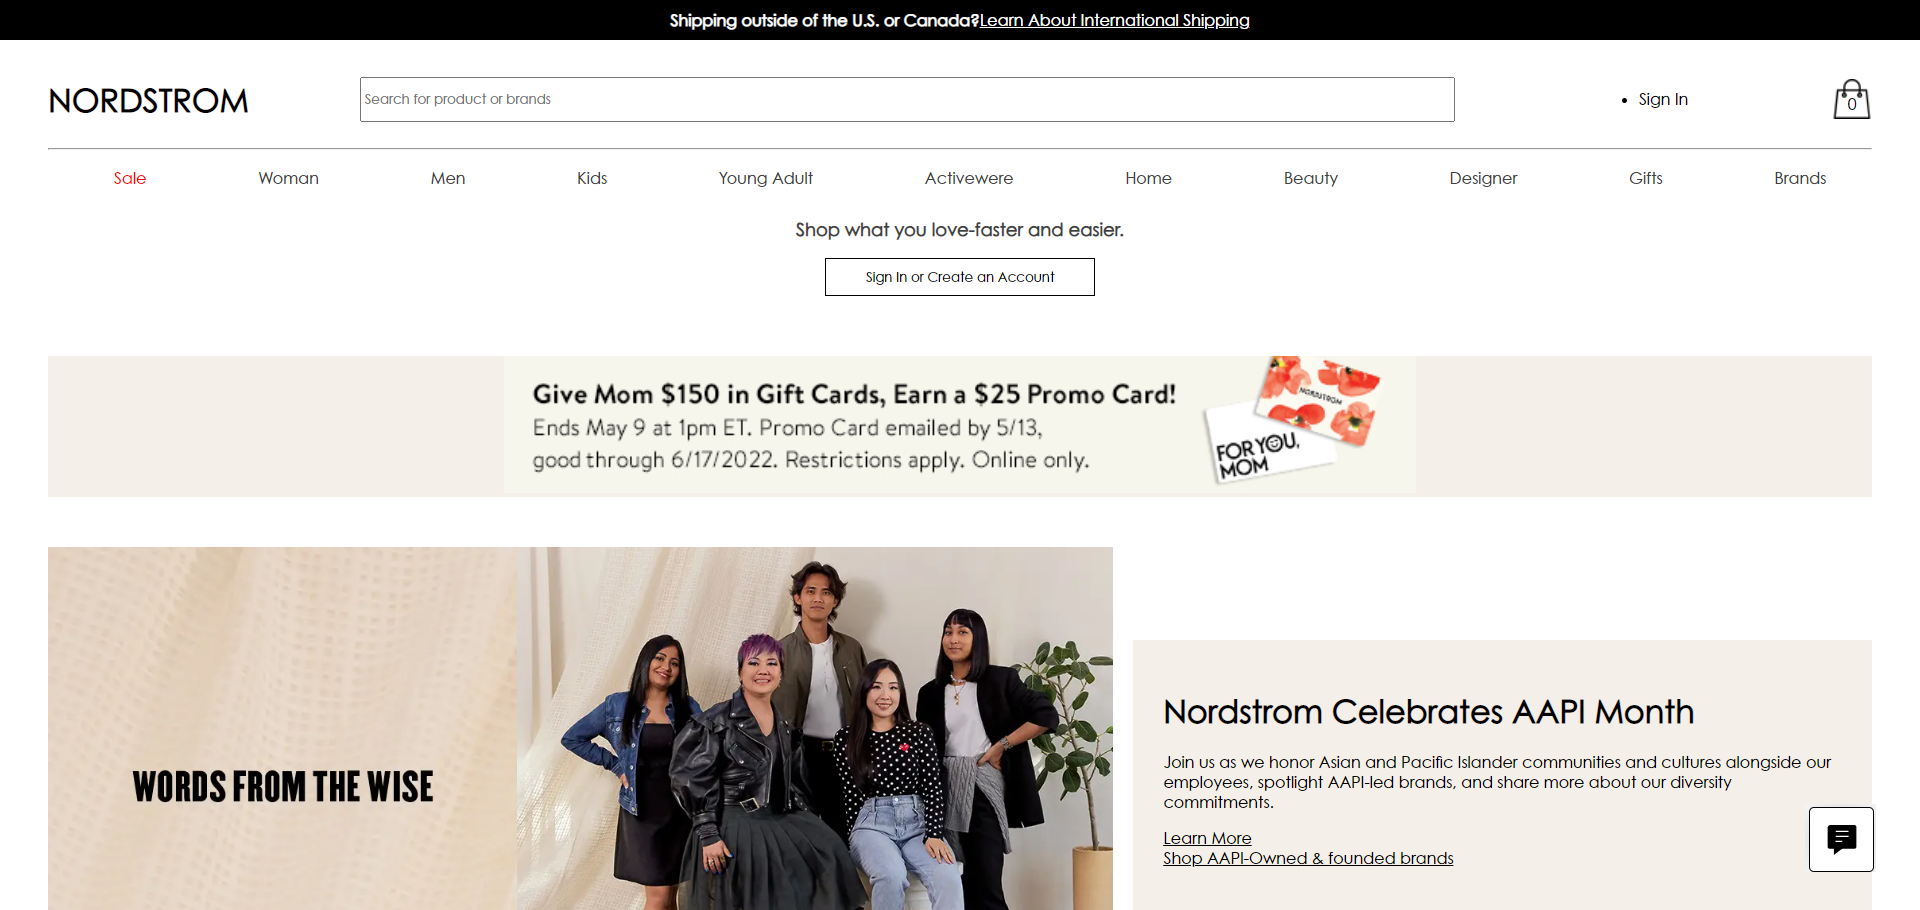 Shipping outside of the U.S. or Canada?Learn About International Shipping
NORDSTROM
Search for product or brands
Sign In
0
Sale Woman Men Kids Young Adult Activewere Home Beauty Designer Gifts Brands
Shop what you love-faster and easier.
Sign In or Create an Account
Give Mom $150 in Gift Cards, Earn a $25 Promo Card!
Ends May 9 at 1pm ET. Promo Card emailed by 5/13,
good through 6/17/2022. Restrictions apply. Online only.
NORDSTROM
FOR YOU,
MOM
WORDS FROM THE WISE
Nordstrom Celebrates AAPI Month
Join us as we honor Asian and Pacific Islander communities and cultures alongside our
employees, spotlight AAPI-led brands, and share more about our diversity
commitments.
Learn More
Shop AAPI-Owned & founded brands